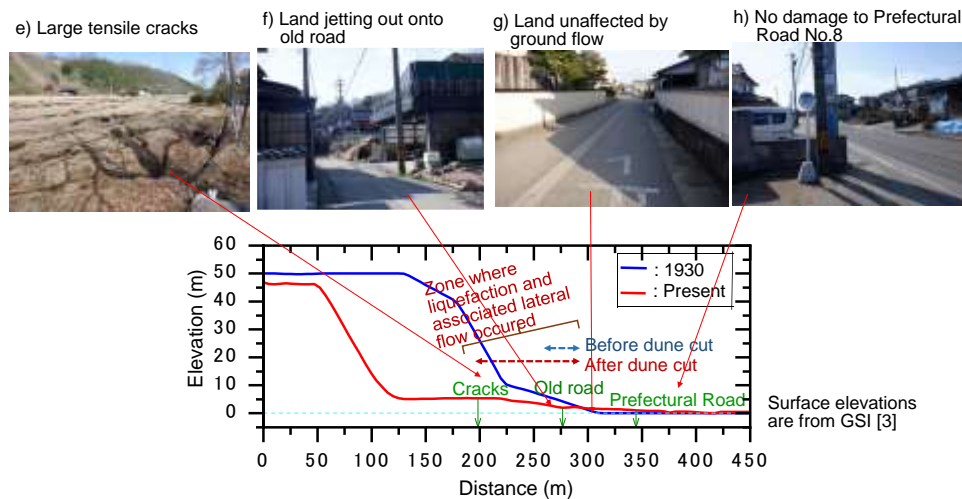 e) Large tensile cracks
f) Land jetting out onto
old road
g) Land unaffected by
ground flow
h) No damage to Prefectural
Road No.8
Elevation (m)
60
50
40
30
20
10
0
Zone where
liquefaction and
associated lateral
flow occured
: 1930
: Present
Before dune cut
After dune cut
Cracks
Old road
Prefectural Road
Surface elevations
are from GSI [3]
0 50 100 150 200 250 300 350 400 450
Distance (m)